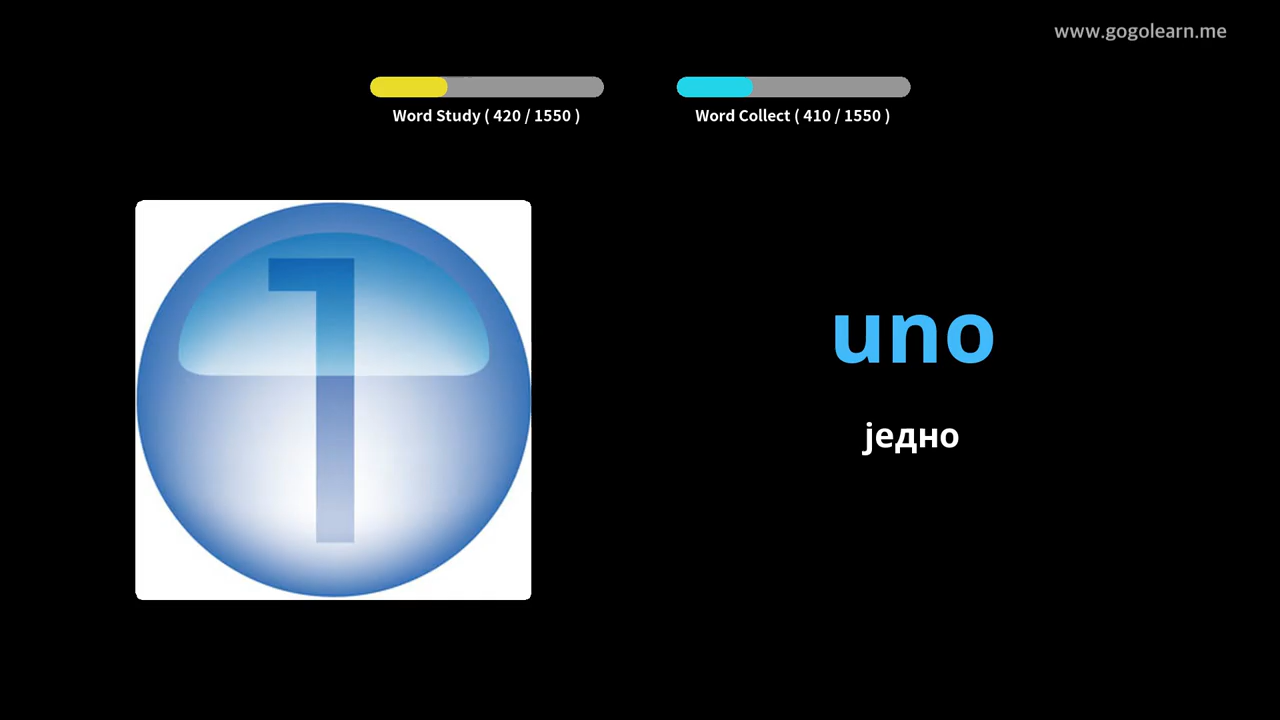 www.gogolearn.me
Word Study ( 420 / 1550 )
Word Collect ( 410 / 1550 )
1
uno
једно